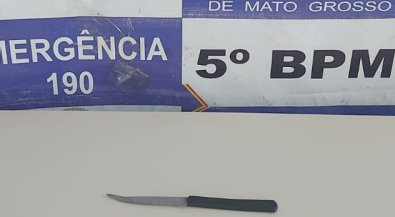 DE MATO GROSSO
MERGÊNCIA
190
5º BPM